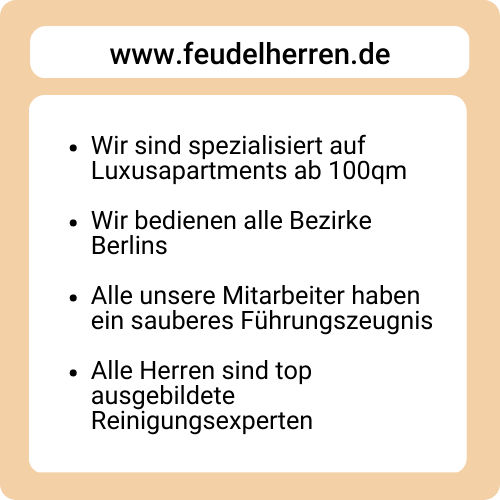 www.feudelherren.de
• Wir sind spezialisiert auf
Luxusapartments ab 100qm
• Wir bedienen alle Bezirke
Berlins
• Alle unsere Mitarbeiter haben
ein sauberes Führungszeugnis
• Alle Herren sind top
ausgebildete
Reinigungsexperten